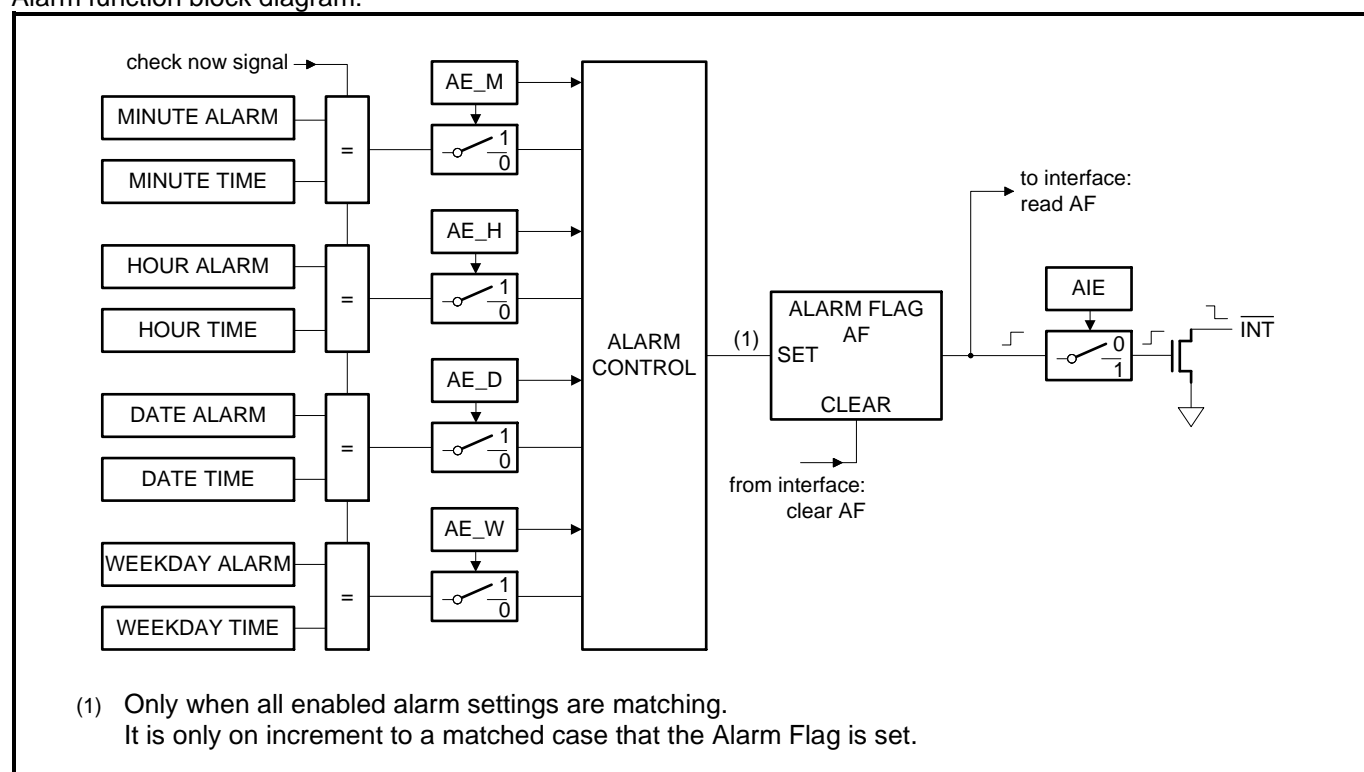 Alarm function block diagram:
check now signal
MINUTE ALARM
MINUTE TIME
=
AE_M
1
0
HOUR ALARM
HOUR TIME
=
AE_H
1
0
DATE ALARM
DATE TIME
=
AE_D
1
0
WEEKDAY ALARM
WEEKDAY TIME
=
AE_W
1
0
ALARM
CONTROL
(1)
ALARM FLAG
AF
SET
CLEAR
from interface:
clear AF
to interface:
read AF
AIE
0
1
INT
(1) Only when all enabled alarm settings are matching.
It is only on increment to a matched case that the Alarm Flag is set.